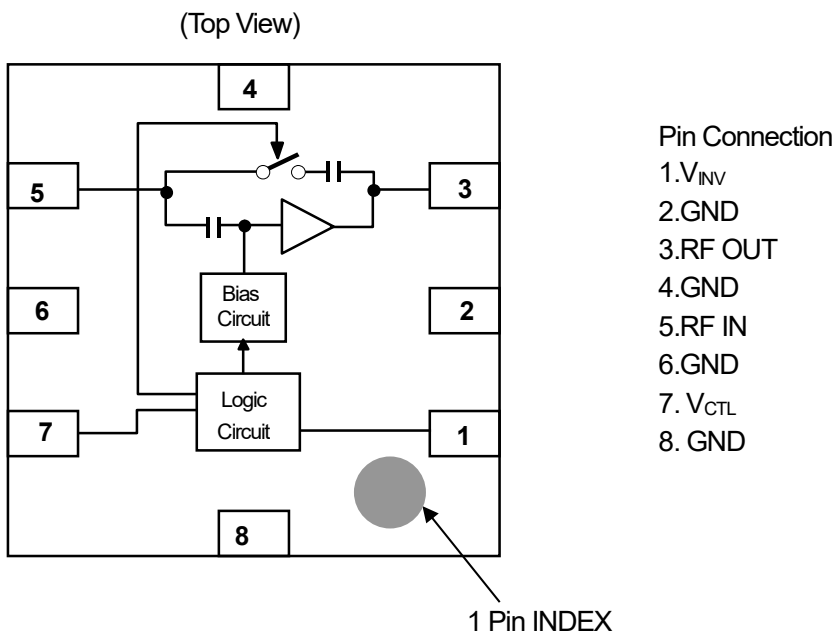 (Top View)
4
5
3
Bias
Circuit
6
2
Logic
Circuit
7
1
8
1 Pin INDEX
Pin Connection
1.VINV
2.GND
3.RF OUT
4.GND
5.RF IN
6.GND
7. VCTL
8. GND